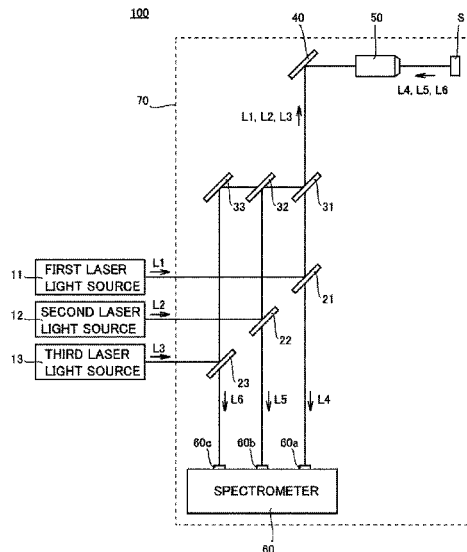 100
40
50
S
70
L4, L5, L6
L1, L2, L3
33
32
31
11
FIRST LASER
LIGHT SOURCE
L1
21
12
SECOND LASER
LIGHT SOURCE
L2
22
13
THIRD LASER
LIGHT SOURCE
L3
23
L6
L5
L4
60c
60b
60a
SPECTROMETER
60